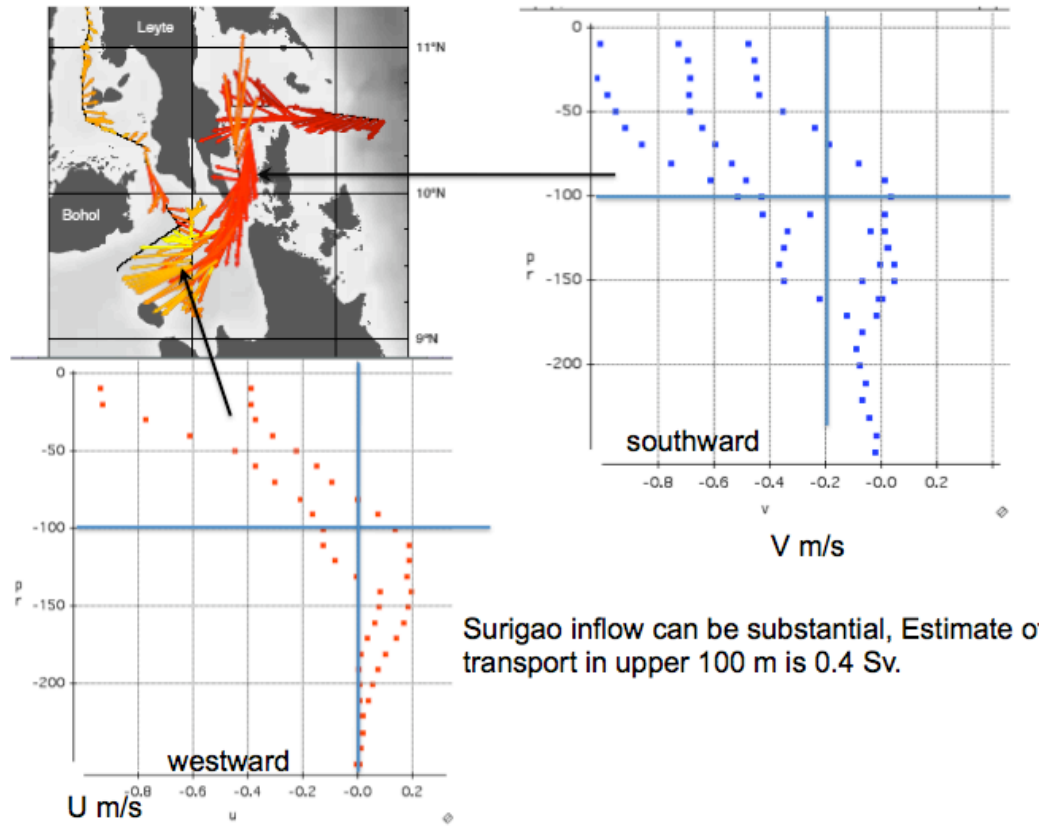 Leyte
11°N
10°N
Bohol
9°N
0
-50
-100
-150
-200
p
r
southward
-0.8 -0.6 -0.4 -0.2 -0.0 0.2
v
V m/s
0
-50
-100
-150
-200
p
r
westward
-0.8 -0.6 -0.4 -0.2 -0.0 0.2
u
U m/s
Surigao inflow can be substantial, Estimate of
transport in upper 100 m is 0.4 Sv.